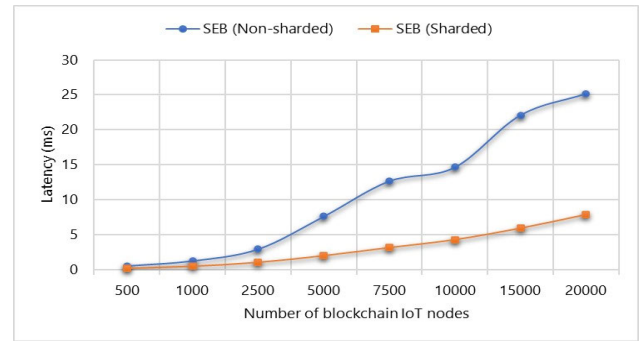 SEB (Non-sharded) SEB (Sharded)
30
25
20
15
10
5
0
Latency (ms)
500 1000 2500 5000 7500 10000 15000 20000
Number of blockchain IoT nodes